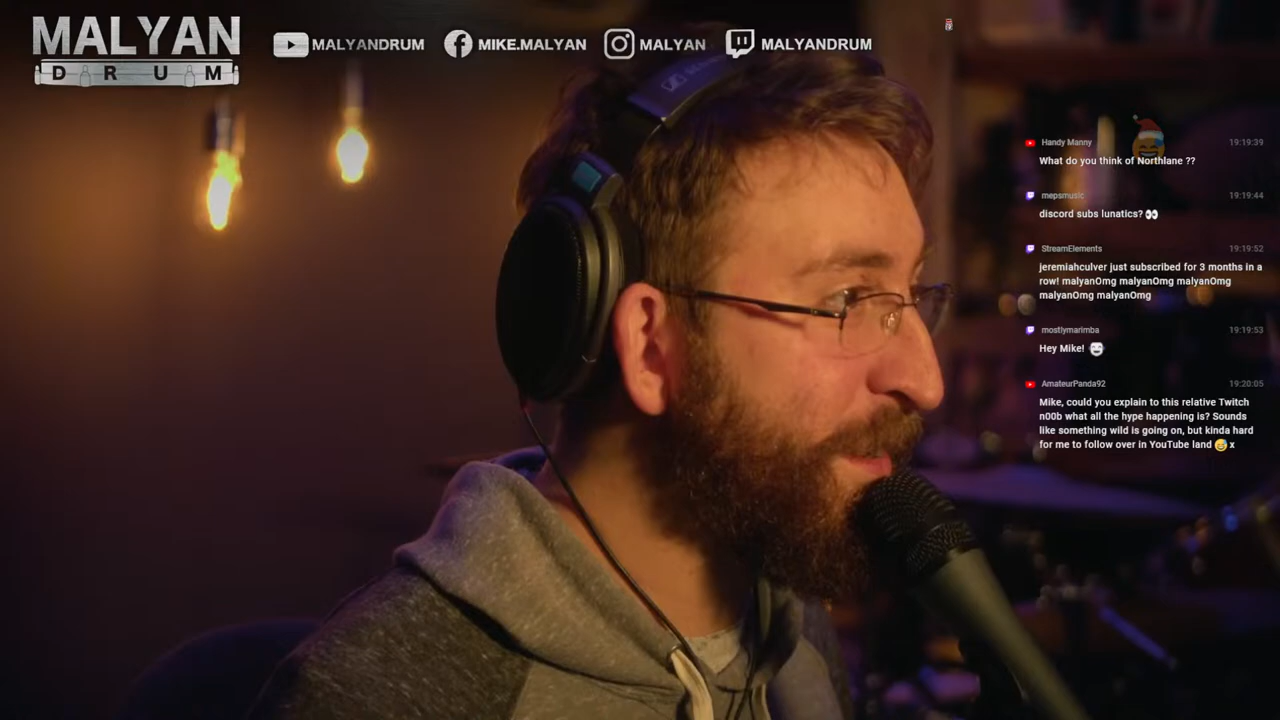 MALYAN
DRUM
MALYANDRUM
MIKE.MALYAN
MALYAN
MALYANDRUM
Handy Manny 19:19:39
What do you think of Northlane ??
mepsmusic 19:19:44
discord subs lunatics? 👀
StreamElements 19:19:52
jeremiahculver just subscribed for 3 months in a
row! malyanOmg malyanOmg malyanOmg
malyanOmg malyanOmg
mostlymarimba 19:19:53
Hey Mike!
AmateurPanda92 19:20:05
Mike, could you explain to this relative Twitch
n00b what all the hype happening is? Sounds
like something wild is going on, but kinda hard
for me to follow over in YouTube land 😅 x